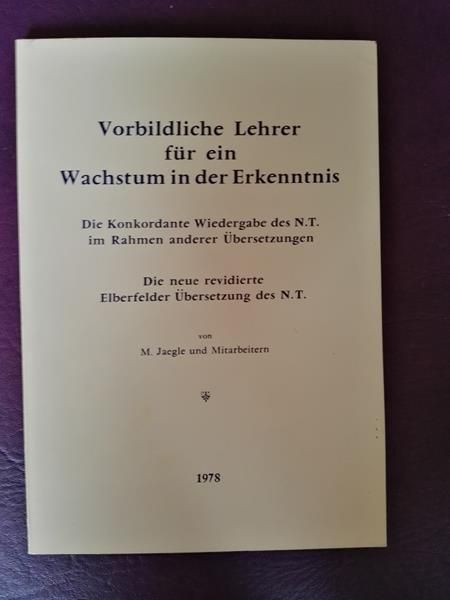 Vorbildliche Lehrer
für ein
Wachstum in der Erkenntnis
Die Konkordante Wiedergabe des N.T.
im Rahmen anderer Übersetzungen
Die neue revidierte
Elberfelder Übersetzung des N.T.
von
M. Jaegle und Mitarbeitern
1978